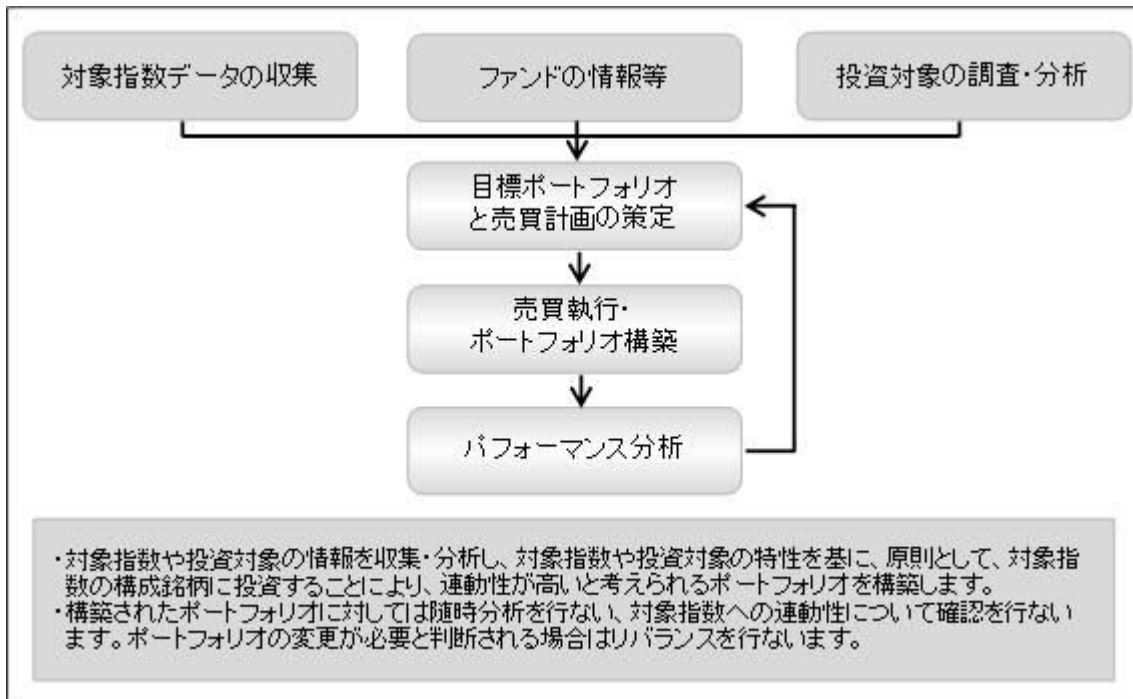 対象指数データの収集
ファンドの情報等
投資対象の調査・分析
目標ポートフォリオ
と売買計画の策定
売買執行・
ポートフォリオ構築
パフォーマンス分析
・対象指数や投資対象の情報を収集・分析し、対象指数や投資対象の特性を基に、原則として、対象指
数の構成銘柄に投資することにより、連動性が高いと考えられるポートフォリオを構築します。
・構築されたポートフォリオに対しては随時分析を行ない、対象指数への連動性について確認を行ない
ます。ポートフォリオの変更が必要と判断される場合はリバランスを行ないます。